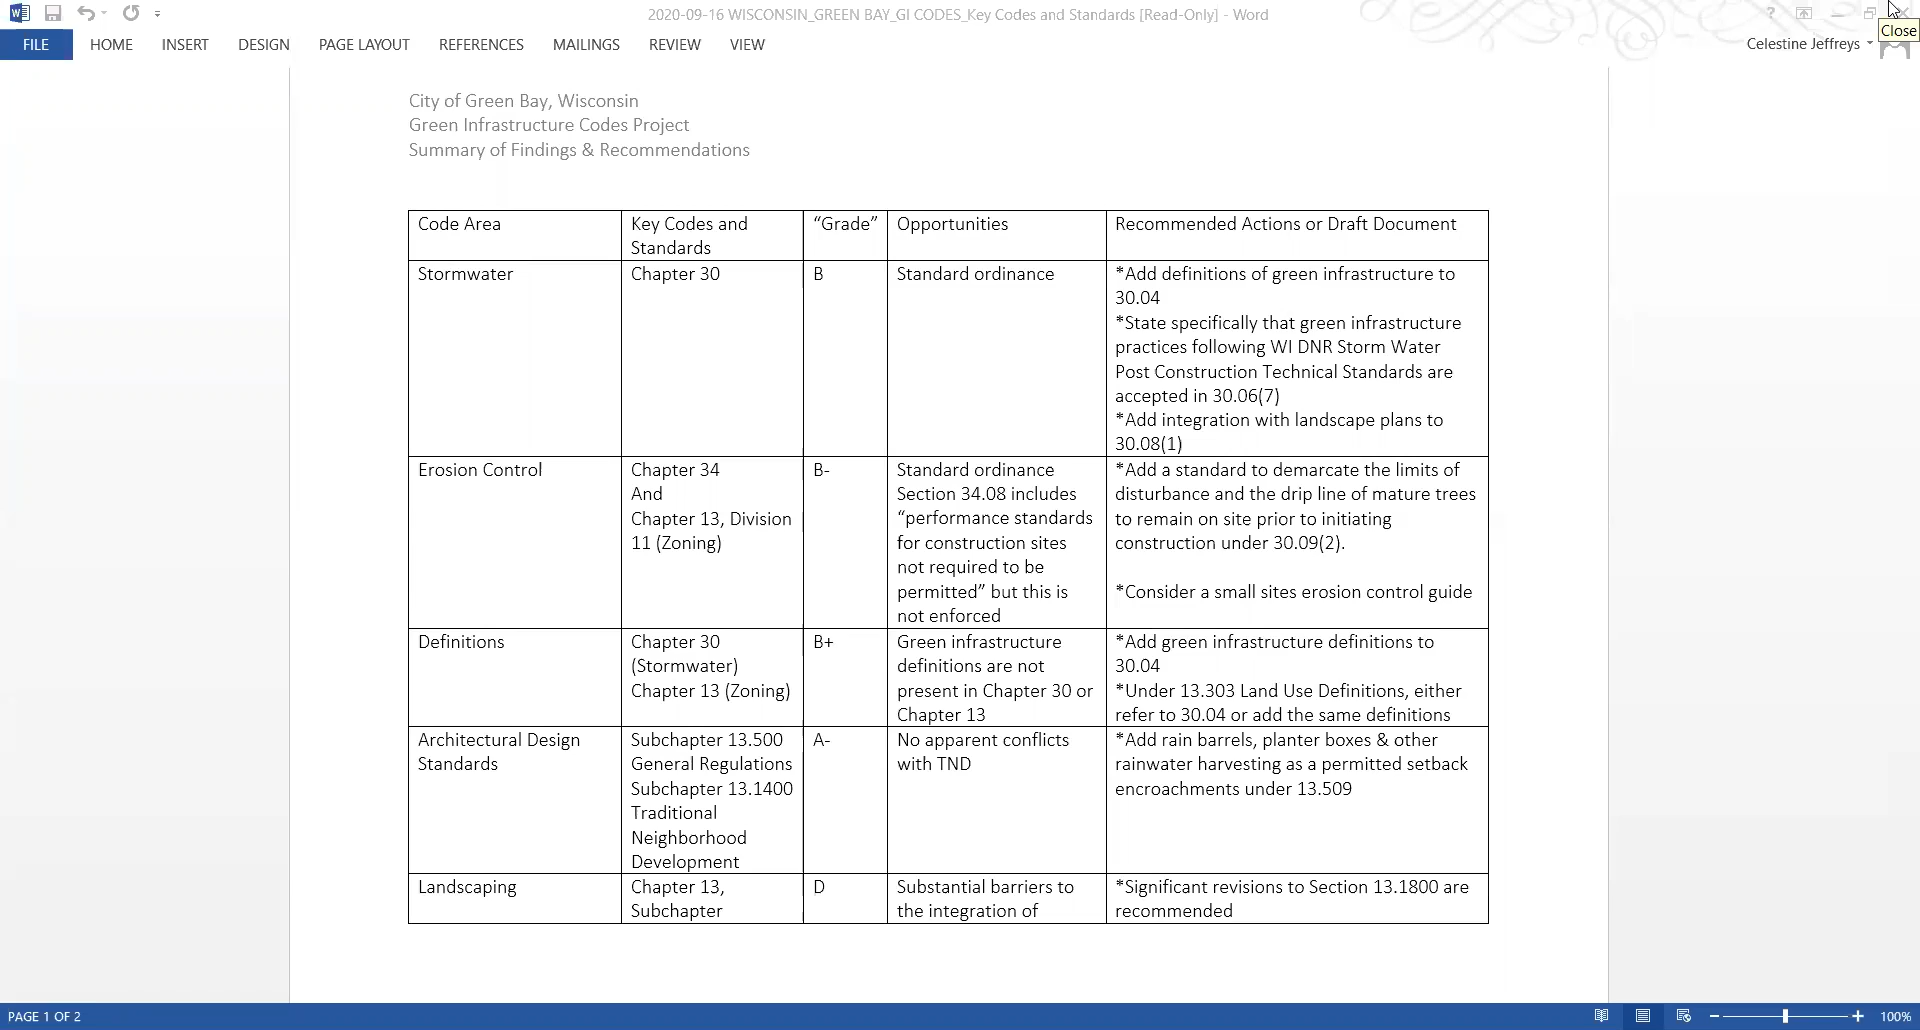 2020-09-16 WISCONSIN_GREEN BAY_GI CODES_Key Codes and Standards [Read-Only] - Word
?
Close
FILE
HOME
INSERT
DESIGN
PAGE LAYOUT
REFERENCES
MAILINGS
REVIEW
VIEW
Celestine Jeffreys
City of Green Bay, Wisconsin
Green Infrastructure Codes Project
Summary of Findings & Recommendations
Code Area
Key Codes and
Standards
“Grade”
Opportunities
Recommended Actions or Draft Document
Stormwater
Chapter 30
B
Standard ordinance
*Add definitions of green infrastructure to
30.04
*State specifically that green infrastructure
practices following WI DNR Storm Water
Post Construction Technical Standards are
accepted in 30.06(7)
*Add integration with landscape plans to
30.08(1)
Erosion Control
Chapter 34
And
Chapter 13, Division
11 (Zoning)
B-
Standard ordinance
Section 34.08 includes
“performance standards
for construction sites
not required to be
permitted” but this is
not enforced
*Add a standard to demarcate the limits of
disturbance and the drip line of mature trees
to remain on site prior to initiating
construction under 30.09(2).
*Consider a small sites erosion control guide
Definitions
Chapter 30
(Stormwater)
Chapter 13 (Zoning)
B+
Green infrastructure
definitions are not
present in Chapter 30 or
Chapter 13
*Add green infrastructure definitions to
30.04
*Under 13.303 Land Use Definitions, either
refer to 30.04 or add the same definitions
Architectural Design
Standards
Subchapter 13.500
General Regulations
Subchapter 13.1400
Traditional
Neighborhood
Development
A-
No apparent conflicts
with TND
*Add rain barrels, planter boxes & other
rainwater harvesting as a permitted setback
encroachments under 13.509
Landscaping
Chapter 13,
Subchapter
D
Substantial barriers to
the integration of
*Significant revisions to Section 13.1800 are
recommended
PAGE 1 OF 2
100%